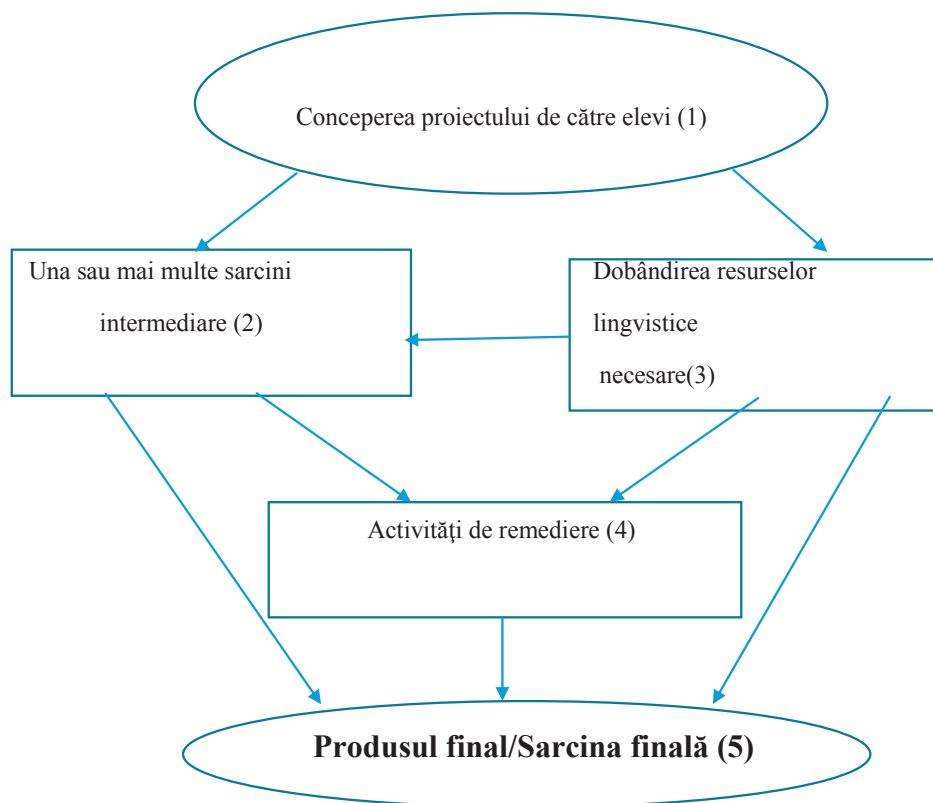 Conceperea proiectului de către elevi (1)
Una sau mai multe sarcini
intermediare (2)
Dobândirea resurselor
lingvistice
necesare(3)
Activităţi de remediere (4)
Produsul final/Sarcina finală (5)